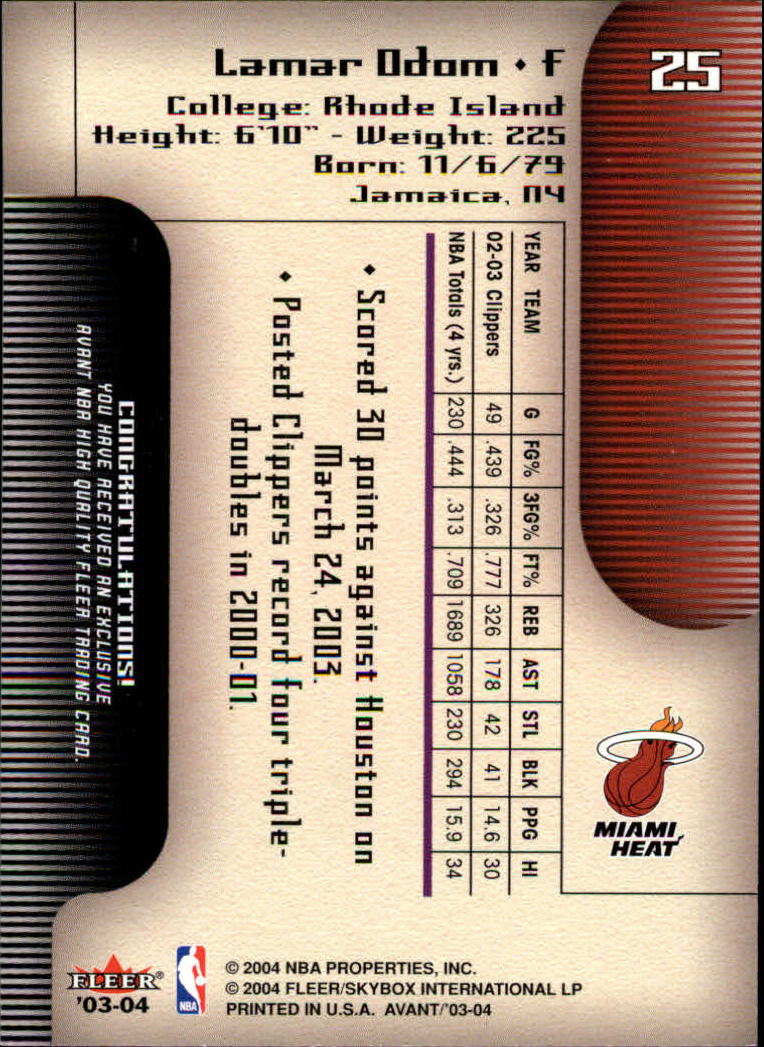 25
Lamar Odom • F
College: Rhode Island
Height: 6'10" - Weight: 225
Born: 11/6/79
Jamaica, NY
YEAR TEAM G FG% 3FG% FT% REB AST STL BLK PPG HI
02-03 Clippers 49 .439 .326 .777 326 178 42 41 14.6 30
NBA Totals (4 yrs.) 230 .444 .313 .709 1689 1058 230 294 15.9 34
• Scored 30 points against Houston on
March 24, 2003.
• Posted Clippers record four triple-
doubles in 2000-01.
CONGRATULATIONS!
YOU HAVE RECEIVED AN EXCLUSIVE
AVANT NBA HIGH QUALITY FLEER TRADING CARD.
MIAMI
HEAT
FLEER®
'03-04
NBA
© 2004 NBA PROPERTIES, INC.
© 2004 FLEER/SKYBOX INTERNATIONAL LP
PRINTED IN U.S.A. AVANT/'03-04